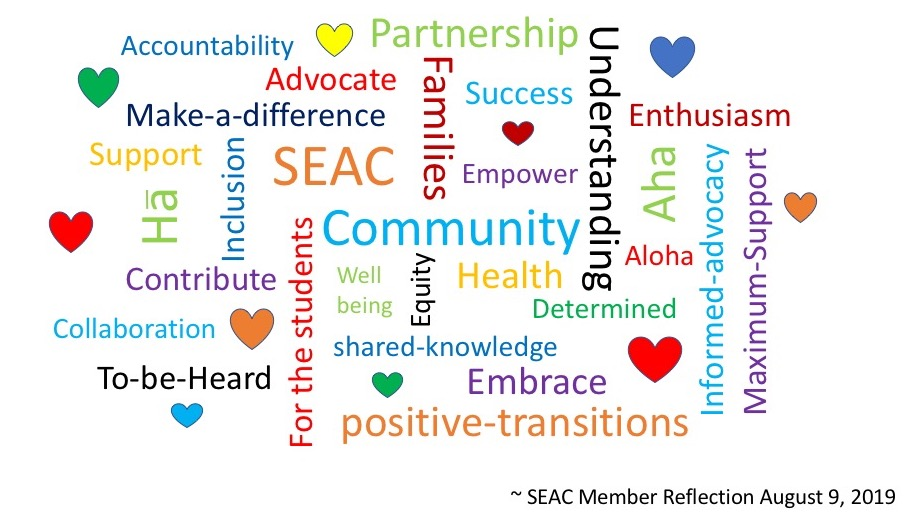 Partnership
Accountability
Understanding
Families
Advocate
Success
Make-a-difference
Enthusiasm
Support
Inclusion
SEAC
Empower
Aha
Informed-advocacy
Maximum-Support
Hā
Community
For the students
Aloha
Contribute
Well
being
Equity
Health
Determined
Collaboration
shared-knowledge
To-be-Heard
Embrace
positive-transitions
~ SEAC Member Reflection August 9, 2019